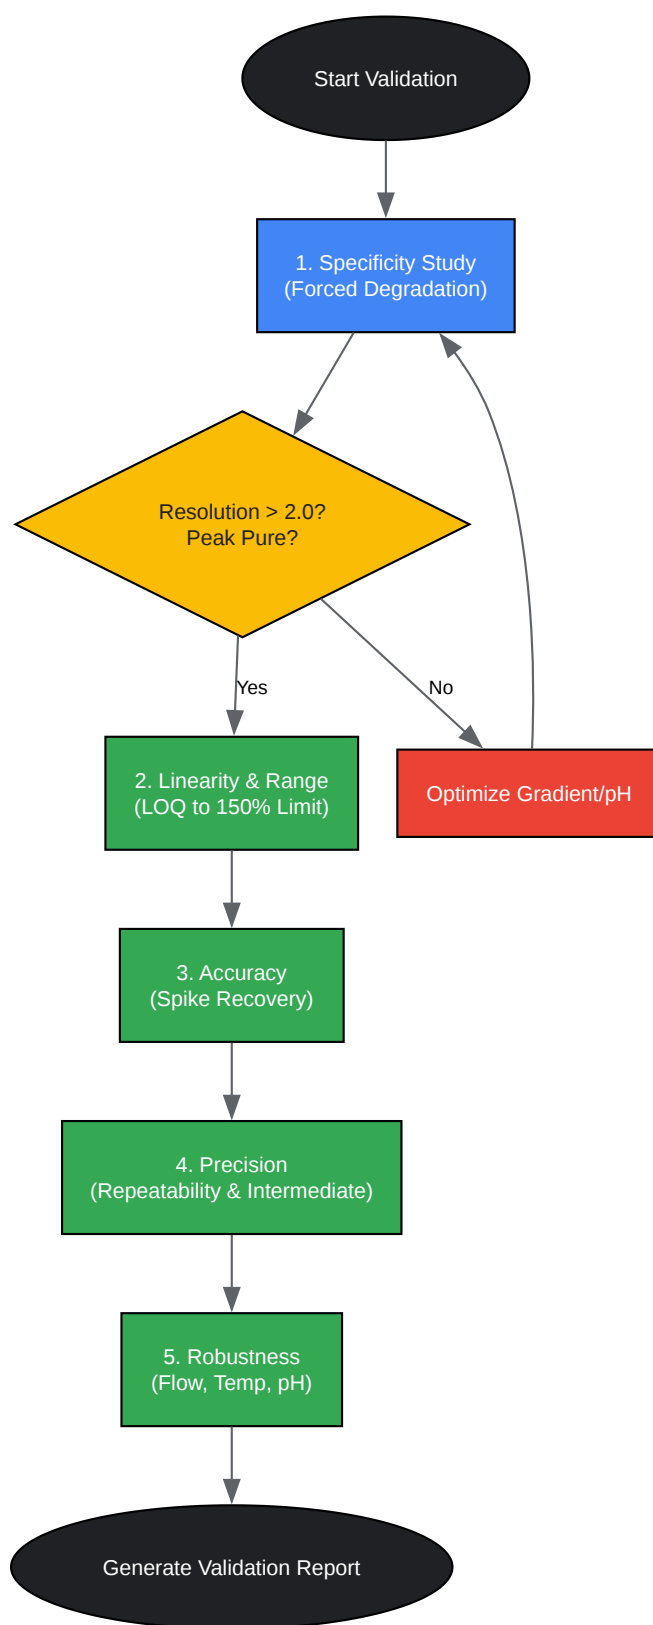 Start Validation
1. Specificity Study
(Forced Degradation)
Resolution > 2.0?
Peak Pure?
Yes
No
2. Linearity & Range
(LOQ to 150% Limit)
Optimize Gradient/pH
3. Accuracy
(Spike Recovery)
4. Precision
(Repeatability & Intermediate)
5. Robustness
(Flow, Temp, pH)
Generate Validation Report